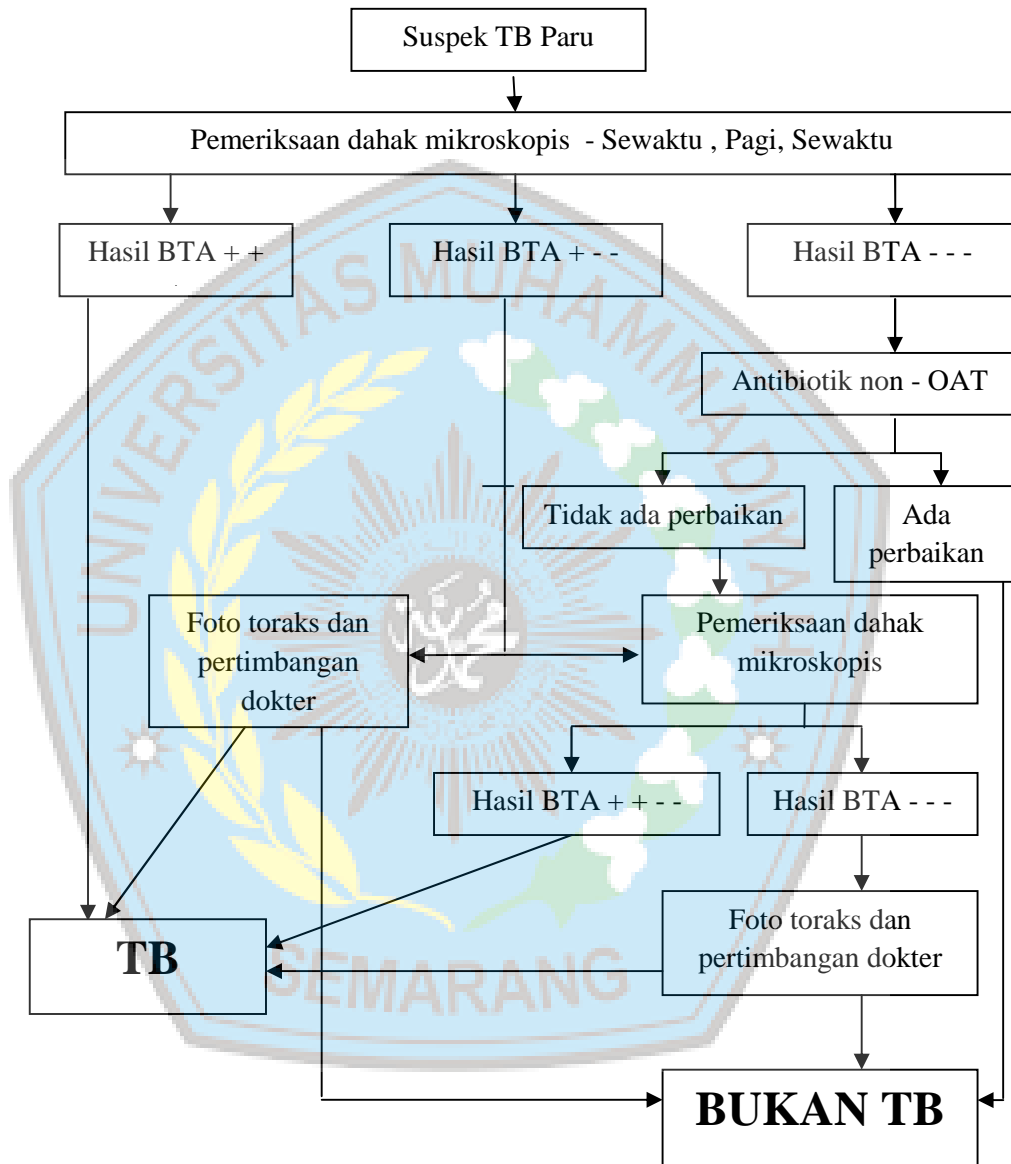 Suspek TB Paru
Pemeriksaan dahak mikroskopis - Sewaktu , Pagi, Sewaktu
Hasil BTA + +
Hasil BTA + - -
Hasil BTA - - -
Antibiotik non - OAT
Tidak ada perbaikan
Ada
perbaikan
Foto toraks dan
pertimbangan
dokter
Pemeriksaan dahak
mikroskopis
Hasil BTA + + - -
Hasil BTA - - -
TB
Foto toraks dan
pertimbangan dokter
BUKAN TB
UNIVERSITAS MUHAMMADIYAH
SEMARANG